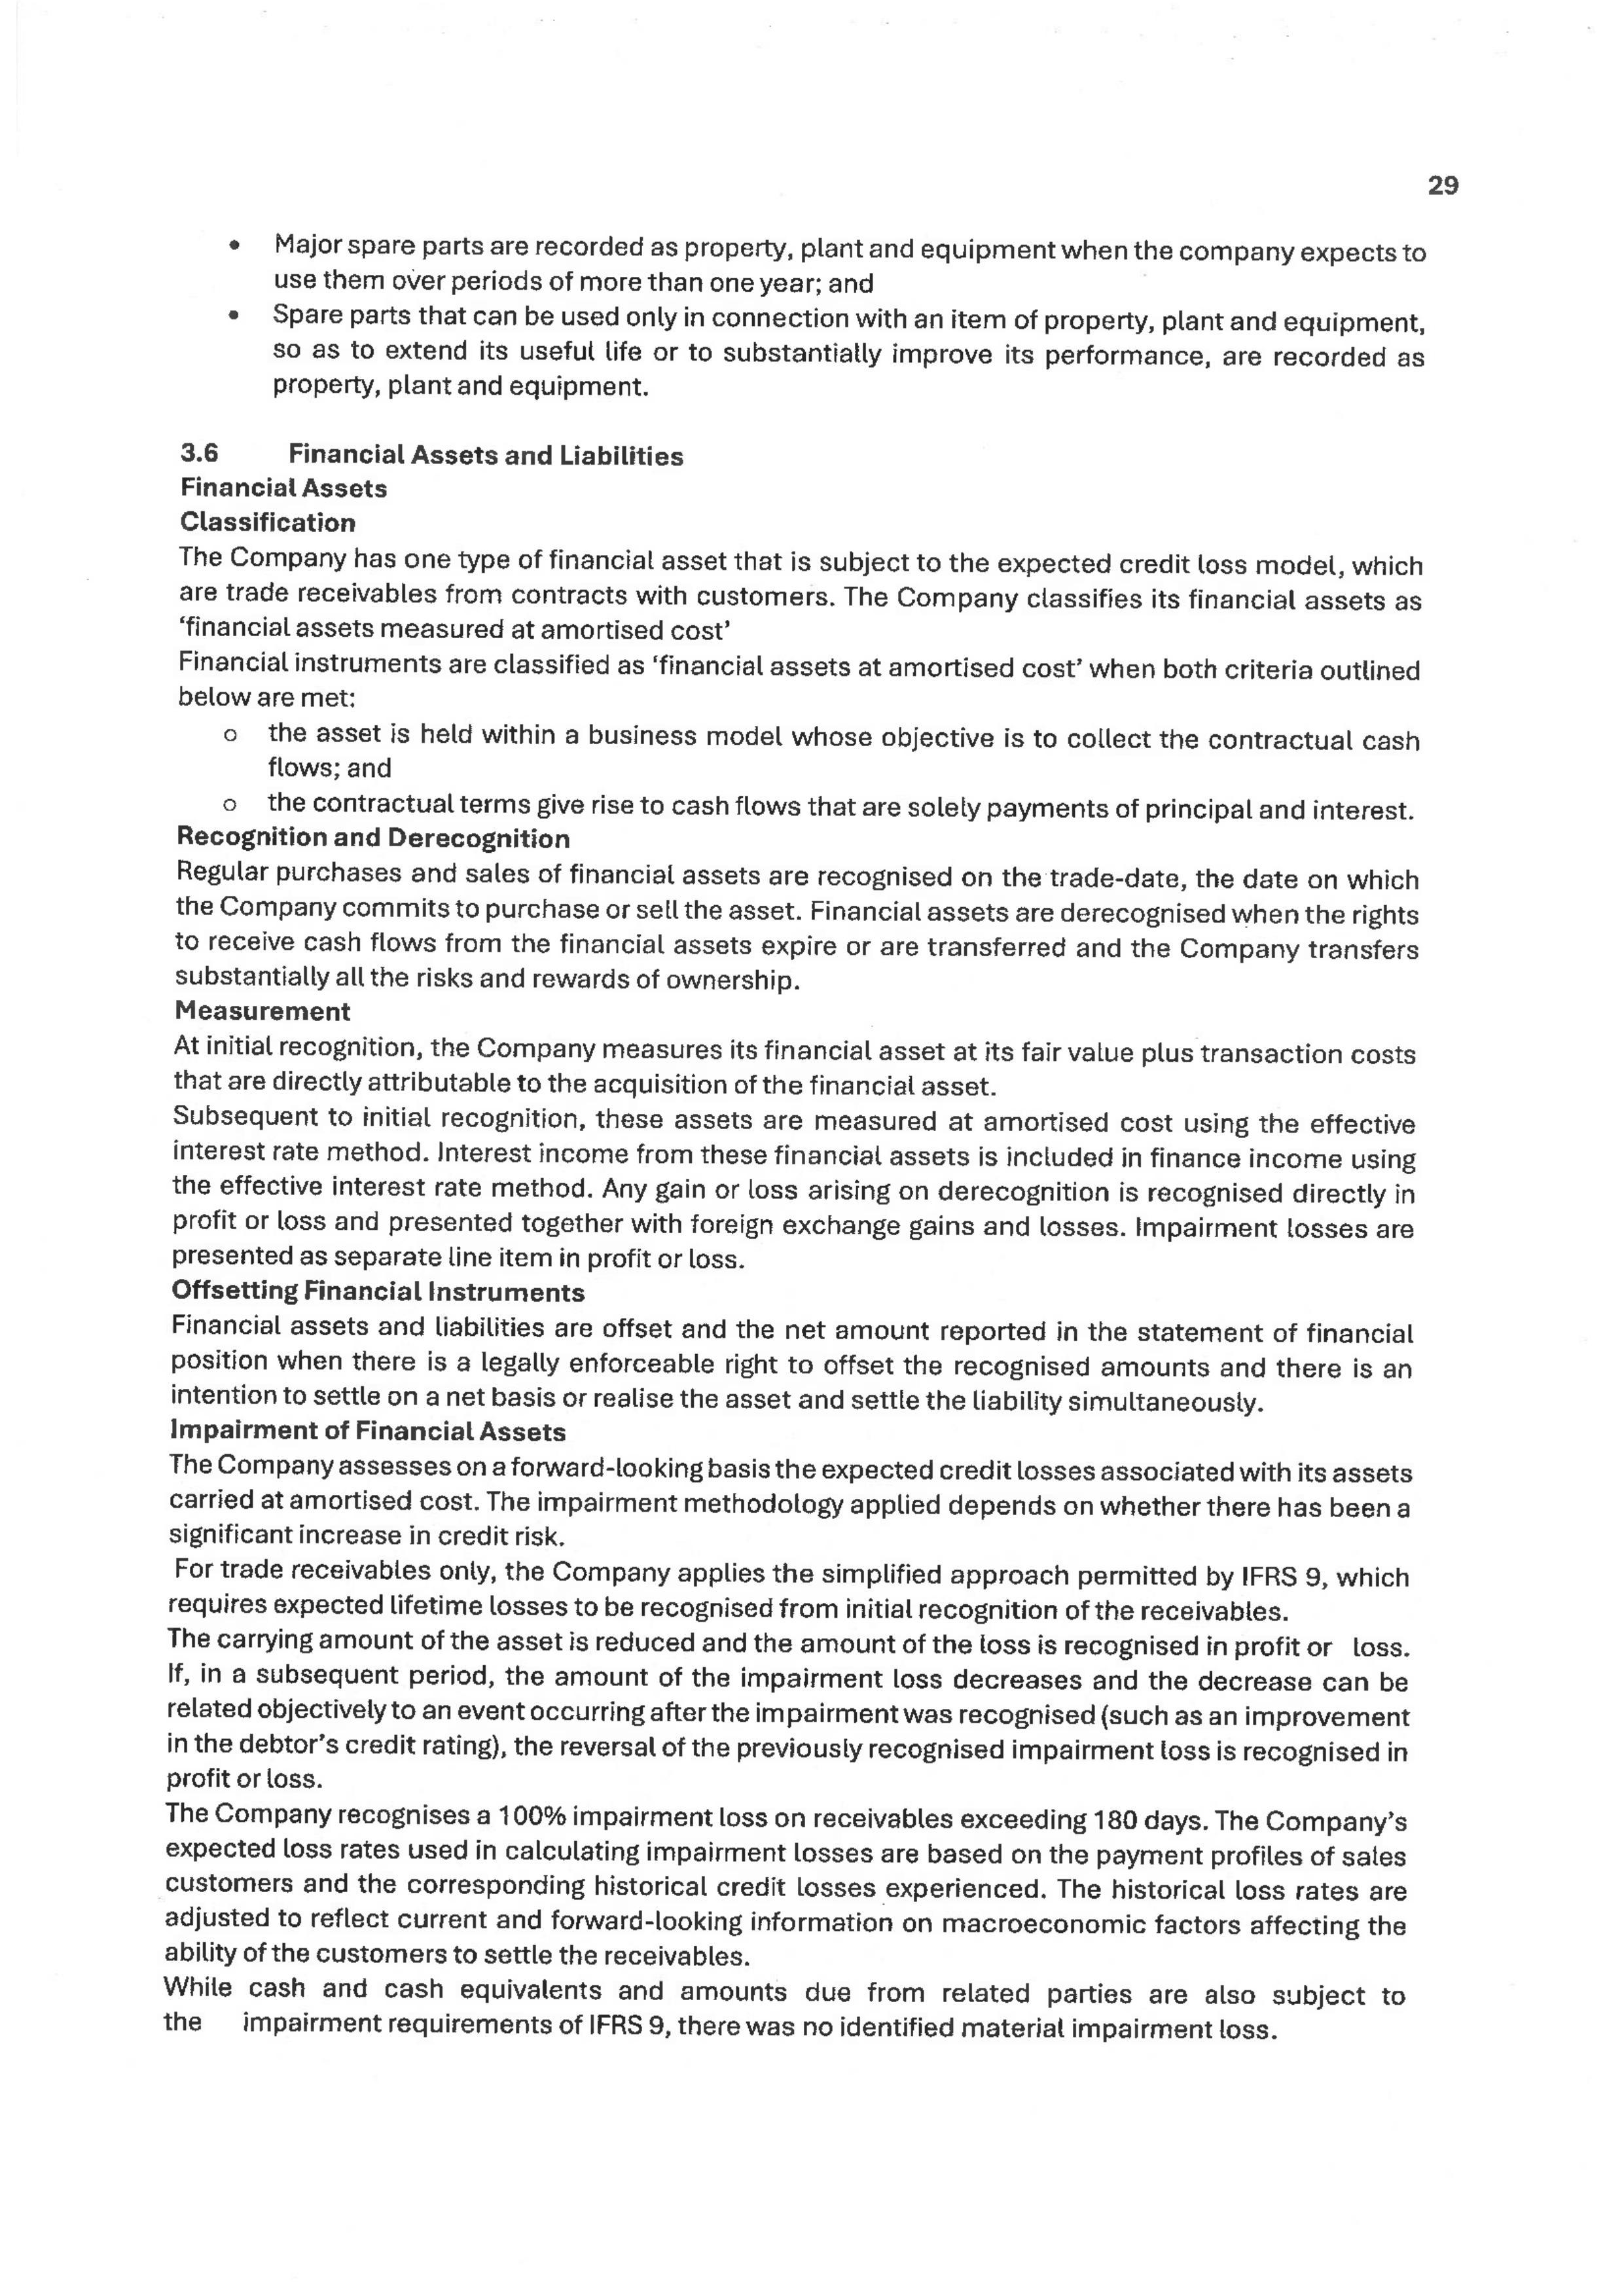 29
• Major spare parts are recorded as property, plant and equipment when the company expects to
use them over periods of more than one year; and
• Spare parts that can be used only in connection with an item of property, plant and equipment,
so as to extend its useful life or to substantially improve its performance, are recorded as
property, plant and equipment.
3.6 Financial Assets and Liabilities
Financial Assets
Classification
The Company has one type of financial asset that is subject to the expected credit loss model, which
are trade receivables from contracts with customers. The Company classifies its financial assets as
‘financial assets measured at amortised cost’
Financial instruments are classified as ‘financial assets at amortised cost’ when both criteria outlined
below are met:
o the asset is held within a business model whose objective is to collect the contractual cash
flows; and
o the contractual terms give rise to cash flows that are solely payments of principal and interest.
Recognition and Derecognition
Regular purchases and sales of financial assets are recognised on the trade-date, the date on which
the Company commits to purchase or sell the asset. Financial assets are derecognised when the rights
to receive cash flows from the financial assets expire or are transferred and the Company transfers
substantially all the risks and rewards of ownership.
Measurement
At initial recognition, the Company measures its financial asset at its fair value plus transaction costs
that are directly attributable to the acquisition of the financial asset.
Subsequent to initial recognition, these assets are measured at amortised cost using the effective
interest rate method. Interest income from these financial assets is included in finance income using
the effective interest rate method. Any gain or loss arising on derecognition is recognised directly in
profit or loss and presented together with foreign exchange gains and losses. Impairment losses are
presented as separate line item in profit or loss.
Offsetting Financial Instruments
Financial assets and liabilities are offset and the net amount reported in the statement of financial
position when there is a legally enforceable right to offset the recognised amounts and there is an
intention to settle on a net basis or realise the asset and settle the liability simultaneously.
Impairment of Financial Assets
The Company assesses on a forward-looking basis the expected credit losses associated with its assets
carried at amortised cost. The impairment methodology applied depends on whether there has been a
significant increase in credit risk.
For trade receivables only, the Company applies the simplified approach permitted by IFRS 9, which
requires expected lifetime losses to be recognised from initial recognition of the receivables.
The carrying amount of the asset is reduced and the amount of the loss is recognised in profit or loss.
If, in a subsequent period, the amount of the impairment loss decreases and the decrease can be
related objectively to an event occurring after the impairment was recognised (such as an improvement
in the debtor’s credit rating), the reversal of the previously recognised impairment loss is recognised in
profit or loss.
The Company recognises a 100% impairment loss on receivables exceeding 180 days. The Company’s
expected loss rates used in calculating impairment losses are based on the payment profiles of sales
customers and the corresponding historical credit losses experienced. The historical loss rates are
adjusted to reflect current and forward-looking information on macroeconomic factors affecting the
ability of the customers to settle the receivables.
While cash and cash equivalents and amounts due from related parties are also subject to
the impairment requirements of IFRS 9, there was no identified material impairment loss.